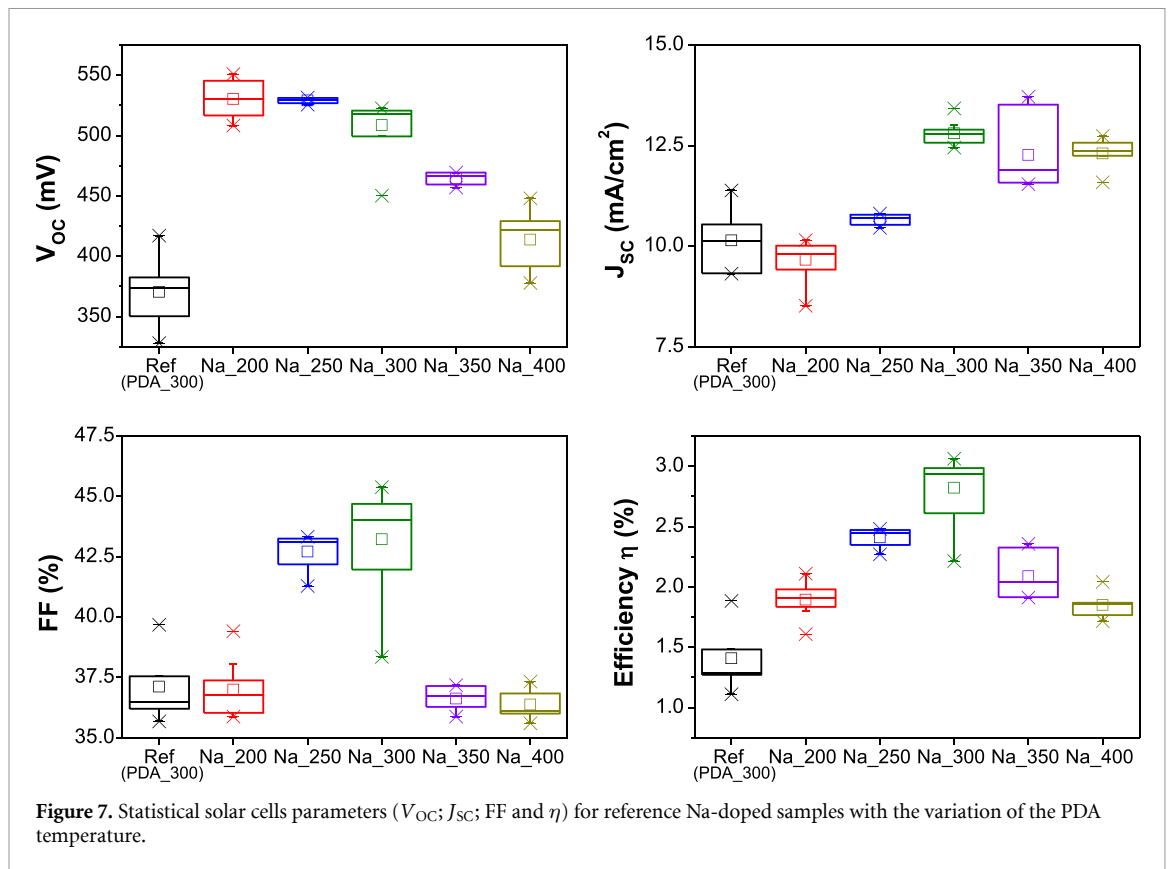 550
500
450
400
350
V_OC (mV)
Ref Na_200 Na_250 Na_300 Na_350 Na_400
(PDA_300)
15.0
12.5
10.0
7.5
J_SC (mA/cm²)
Ref Na_200 Na_250 Na_300 Na_350 Na_400
(PDA_300)
47.5
45.0
42.5
40.0
37.5
35.0
FF (%)
Ref Na_200 Na_250 Na_300 Na_350 Na_400
(PDA_300)
3.0
2.5
2.0
1.5
1.0
Efficiency η (%)
Ref Na_200 Na_250 Na_300 Na_350 Na_400
(PDA_300)
Figure 7. Statistical solar cells parameters (V_OC; J_SC; FF and η) for reference Na-doped samples with the variation of the PDA
temperature.